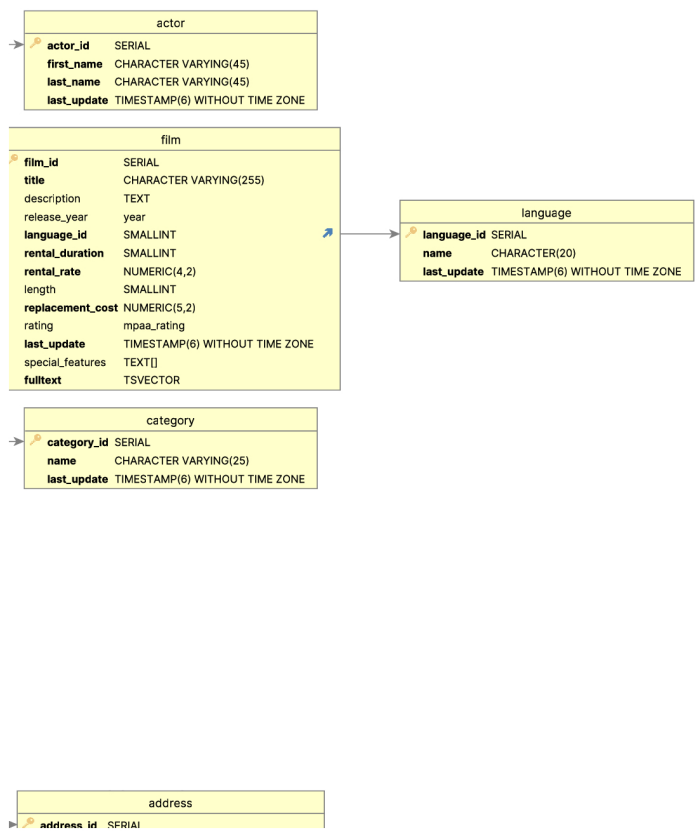 actor
actor_id SERIAL
first_name CHARACTER VARYING(45)
last_name CHARACTER VARYING(45)
last_update TIMESTAMP(6) WITHOUT TIME ZONE
film
film_id SERIAL
title CHARACTER VARYING(255)
description TEXT
release_year year
language_id SMALLINT
rental_duration SMALLINT
rental_rate NUMERIC(4,2)
length SMALLINT
replacement_cost NUMERIC(5,2)
rating mpaa_rating
last_update TIMESTAMP(6) WITHOUT TIME ZONE
special_features TEXT[]
fulltext TSVECTOR
language
language_id SERIAL
name CHARACTER(20)
last_update TIMESTAMP(6) WITHOUT TIME ZONE
category
category_id SERIAL
name CHARACTER VARYING(25)
last_update TIMESTAMP(6) WITHOUT TIME ZONE
address
address_id SERIAL